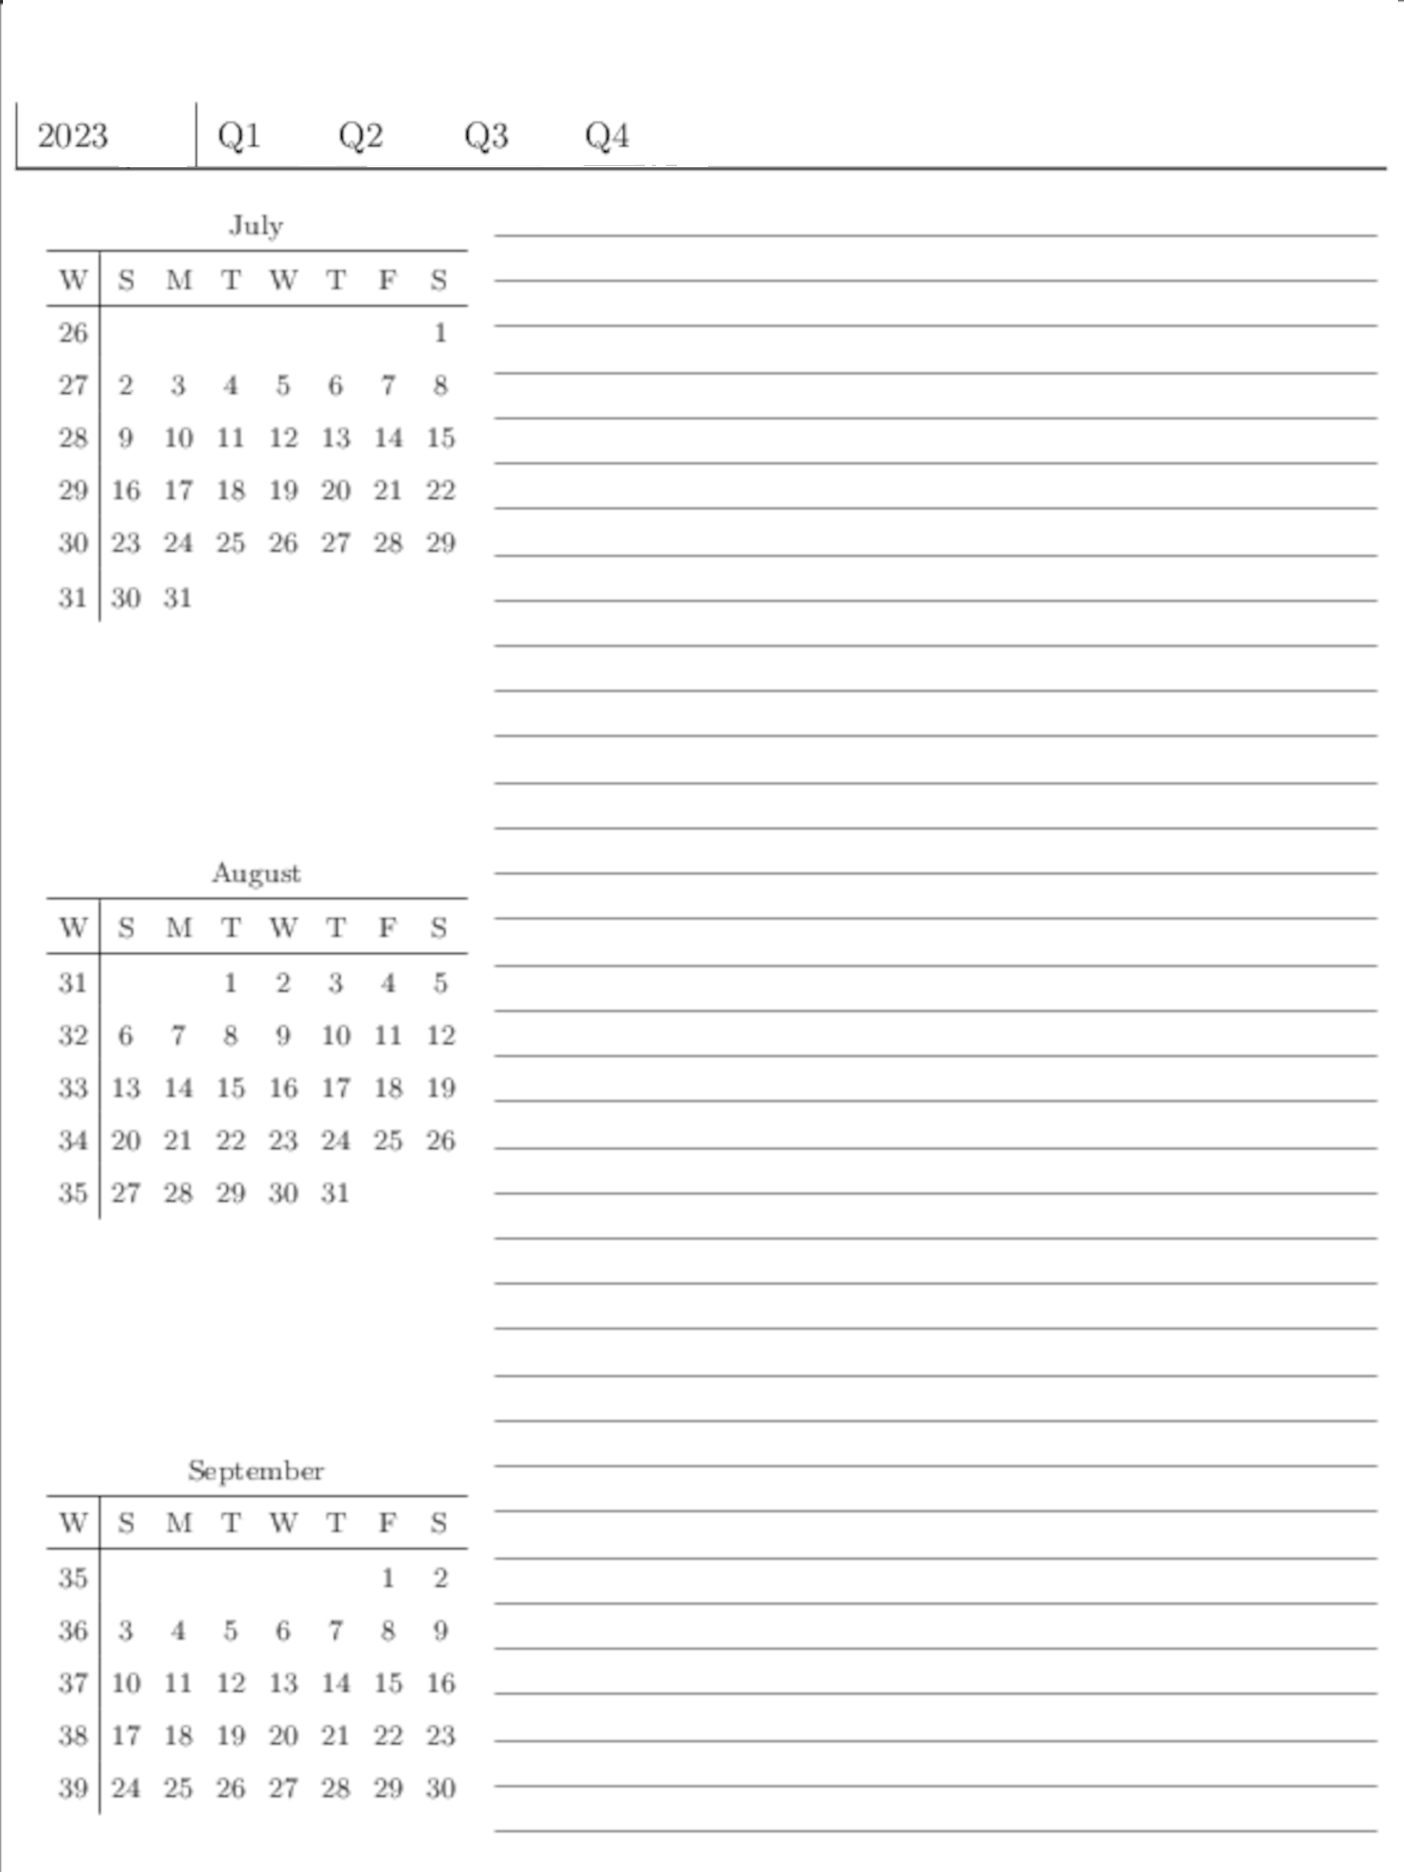 2023 Q1 Q2 Q3 Q4
July
W S M T W T F S
26 1
27 2 3 4 5 6 7 8
28 9 10 11 12 13 14 15
29 16 17 18 19 20 21 22
30 23 24 25 26 27 28 29
31 30 31
August
W S M T W T F S
31 1 2 3 4 5
32 6 7 8 9 10 11 12
33 13 14 15 16 17 18 19
34 20 21 22 23 24 25 26
35 27 28 29 30 31
September
W S M T W T F S
35 1 2
36 3 4 5 6 7 8 9
37 10 11 12 13 14 15 16
38 17 18 19 20 21 22 23
39 24 25 26 27 28 29 30